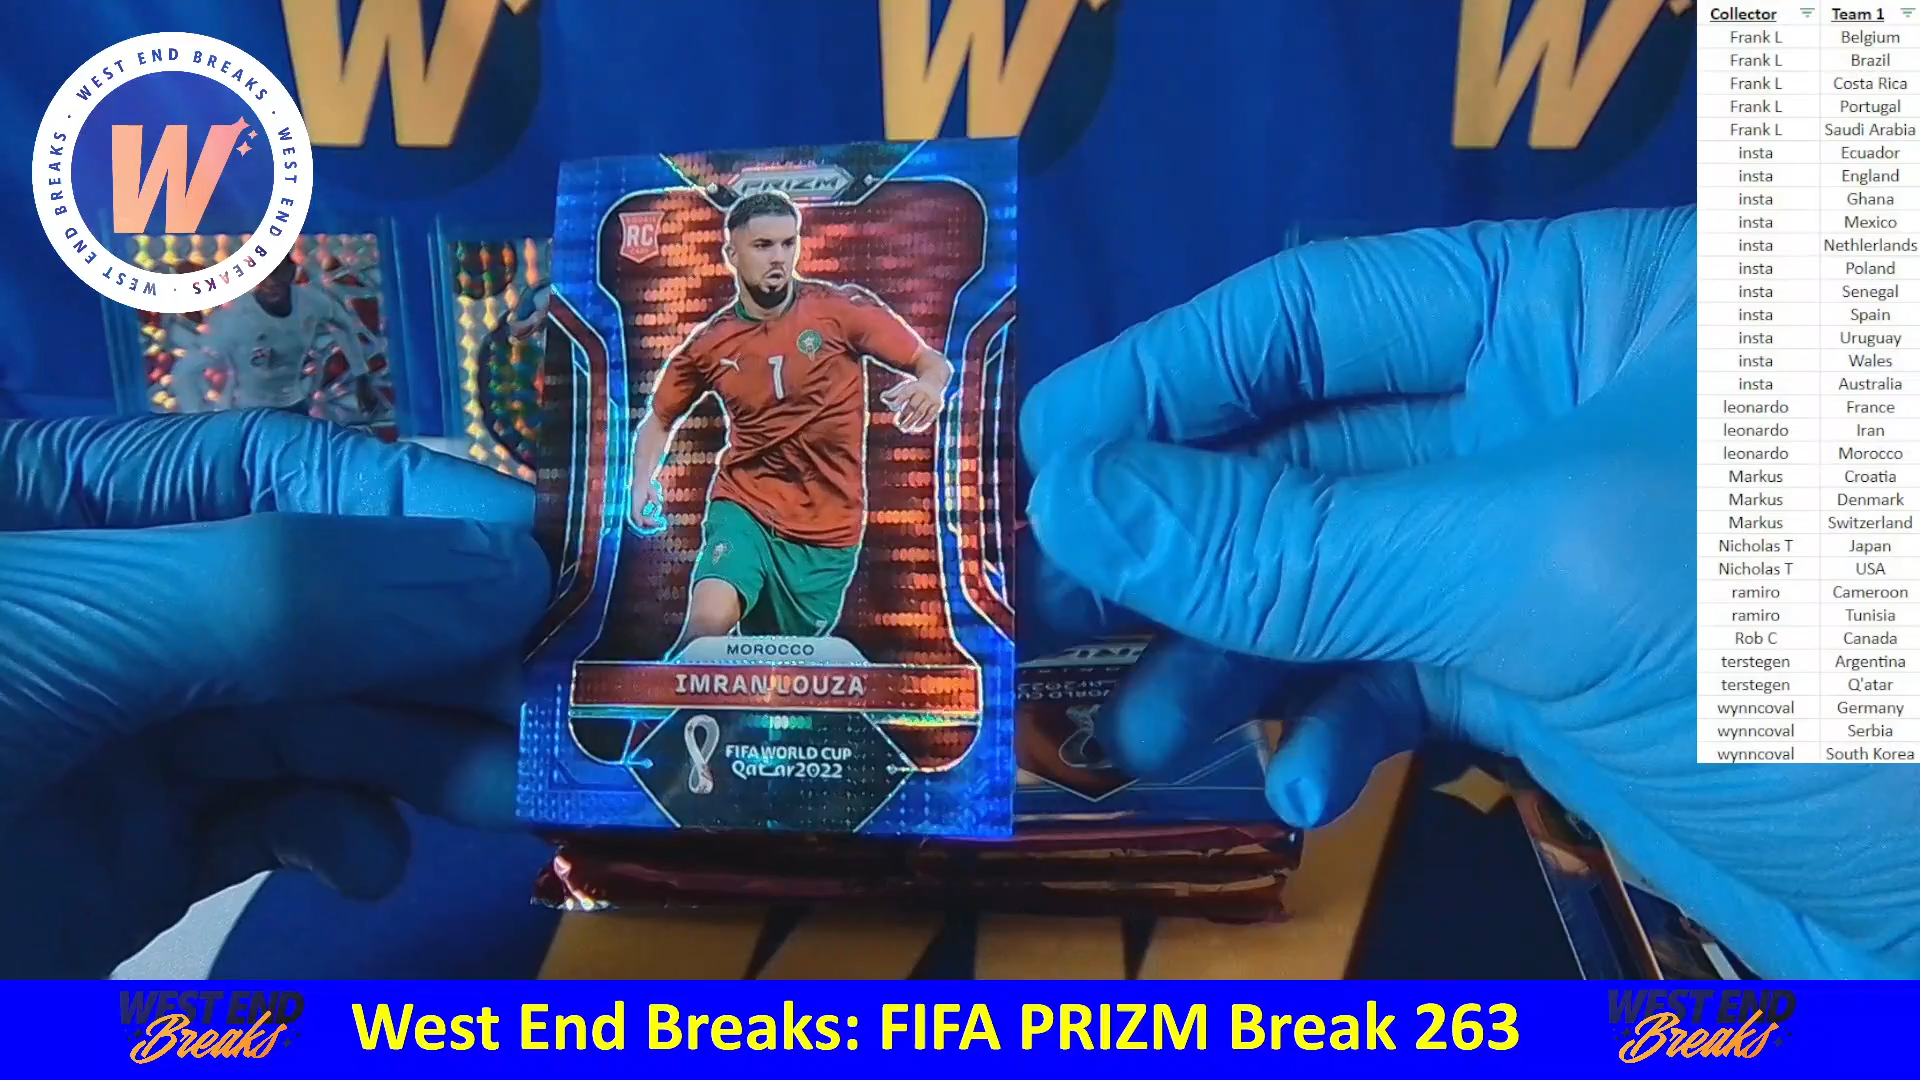 WEST END BREAKS · WEST END BREAKS · WEST END BREAKS ·
W
PRIZM
ROOKIE
RC
CARD
7
MOROCCO
IMRAN LOUZA
FIFA WORLD CUP
Qatar2022
Collector Team 1
Frank L Belgium
Frank L Brazil
Frank L Costa Rica
Frank L Portugal
Frank L Saudi Arabia
insta Ecuador
insta England
insta Ghana
insta Mexico
insta Nethlerlands
insta Poland
insta Senegal
insta Spain
insta Uruguay
insta Wales
insta Australia
leonardo France
leonardo Iran
leonardo Morocco
Markus Croatia
Markus Denmark
Markus Switzerland
Nicholas T Japan
Nicholas T USA
ramiro Cameroon
ramiro Tunisia
Rob C Canada
terstegen Argentina
terstegen Q'atar
wynncoval Germany
wynncoval Serbia
wynncoval South Korea
WEST END
Breaks
West End Breaks: FIFA PRIZM Break 263
WEST END
Breaks